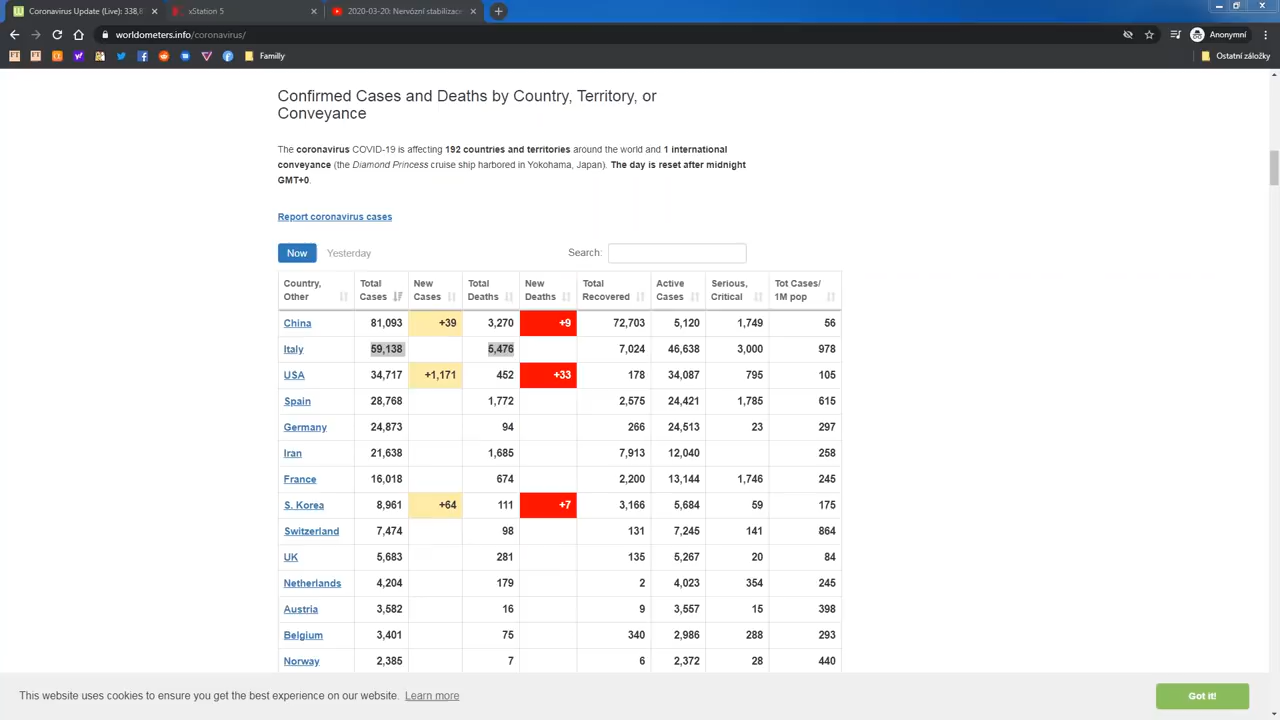 Coronavirus Update (Live): 338,8
xStation 5
2020-03-20: Nervózní stabilizace
worldometers.info/coronavirus/
Anonymní
Familly
Ostatní záložky
Confirmed Cases and Deaths by Country, Territory, or
Conveyance
The coronavirus COVID-19 is affecting 192 countries and territories around the world and 1 international
conveyance (the Diamond Princess cruise ship harbored in Yokohama, Japan). The day is reset after midnight
GMT+0.
Report coronavirus cases
Now Yesterday Search:
Country, Total New Total New Total Active Serious, Tot Cases/
Other Cases Cases Deaths Deaths Recovered Cases Critical 1M pop
China 81,093 +39 3,270 +9 72,703 5,120 1,749 56
Italy 59,138 5,476 7,024 46,638 3,000 978
USA 34,717 +1,171 452 +33 178 34,087 795 105
Spain 28,768 1,772 2,575 24,421 1,785 615
Germany 24,873 94 266 24,513 23 297
Iran 21,638 1,685 7,913 12,040 258
France 16,018 674 2,200 13,144 1,746 245
S. Korea 8,961 +64 111 +7 3,166 5,684 59 175
Switzerland 7,474 98 131 7,245 141 864
UK 5,683 281 135 5,267 20 84
Netherlands 4,204 179 2 4,023 354 245
Austria 3,582 16 9 3,557 15 398
Belgium 3,401 75 340 2,986 288 293
Norway 2,385 7 6 2,372 28 440
This website uses cookies to ensure you get the best experience on our website. Learn more
Got it!